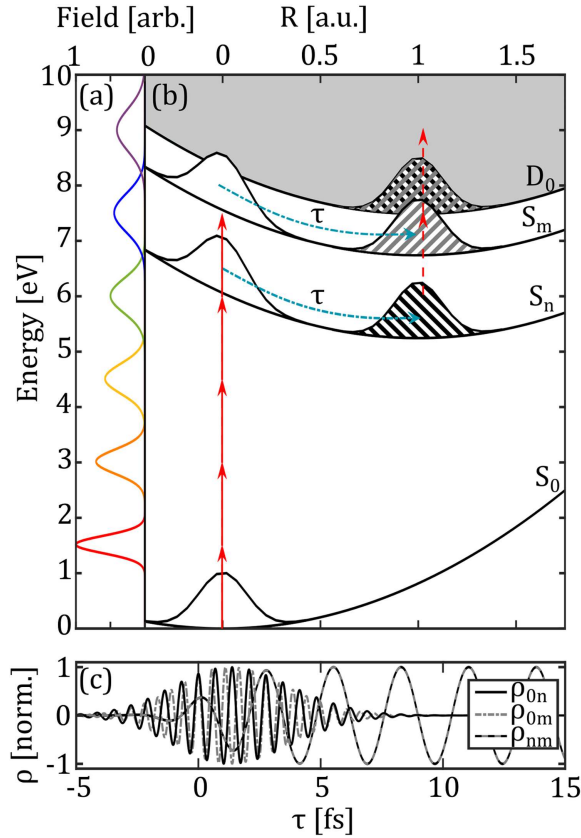 Field [arb.] R [a.u.]
1 0 0 0.5 1 1.5
(a) (b)
10
9
8
7
6
5
4
3
2
1
0
Energy [eV]
D₀
Sₘ
Sₙ
S₀
τ
τ
(c)
ρ [norm.]
1
0
-1
ρ₀ₙ
ρ₀ₘ
ρₙₘ
-5 0 5 10 15
τ [fs]